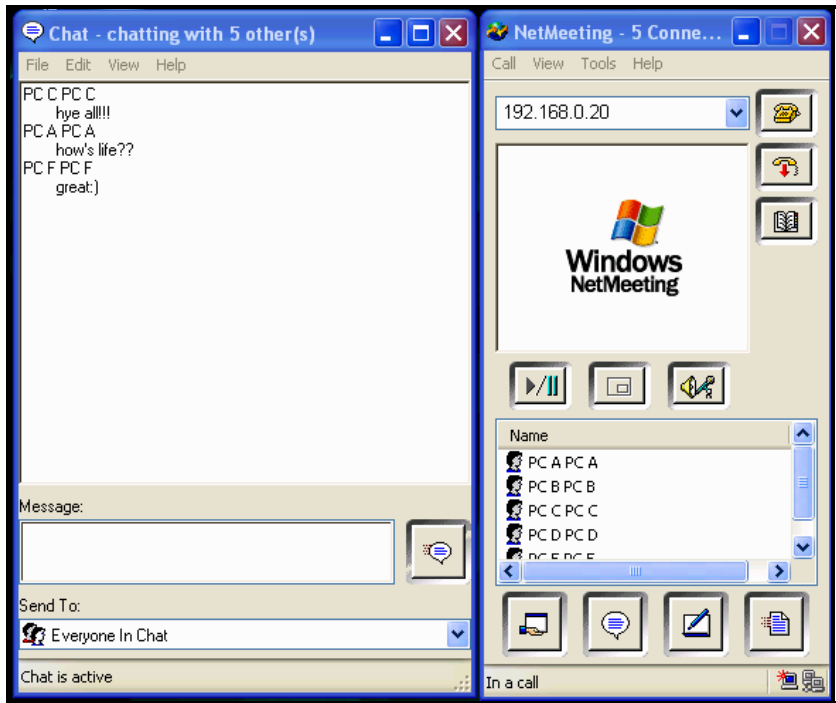 Chat - chatting with 5 other(s)
File Edit View Help
PC C PC C
hye all!!!
PC A PC A
how's life??
PC F PC F
great:)
Message:
Send To:
Everyone In Chat
Chat is active
NetMeeting - 5 Conne...
Call View Tools Help
192.168.0.20
Windows
NetMeeting
Name
PC A PC A
PC B PC B
PC C PC C
PC D PC D
In a call